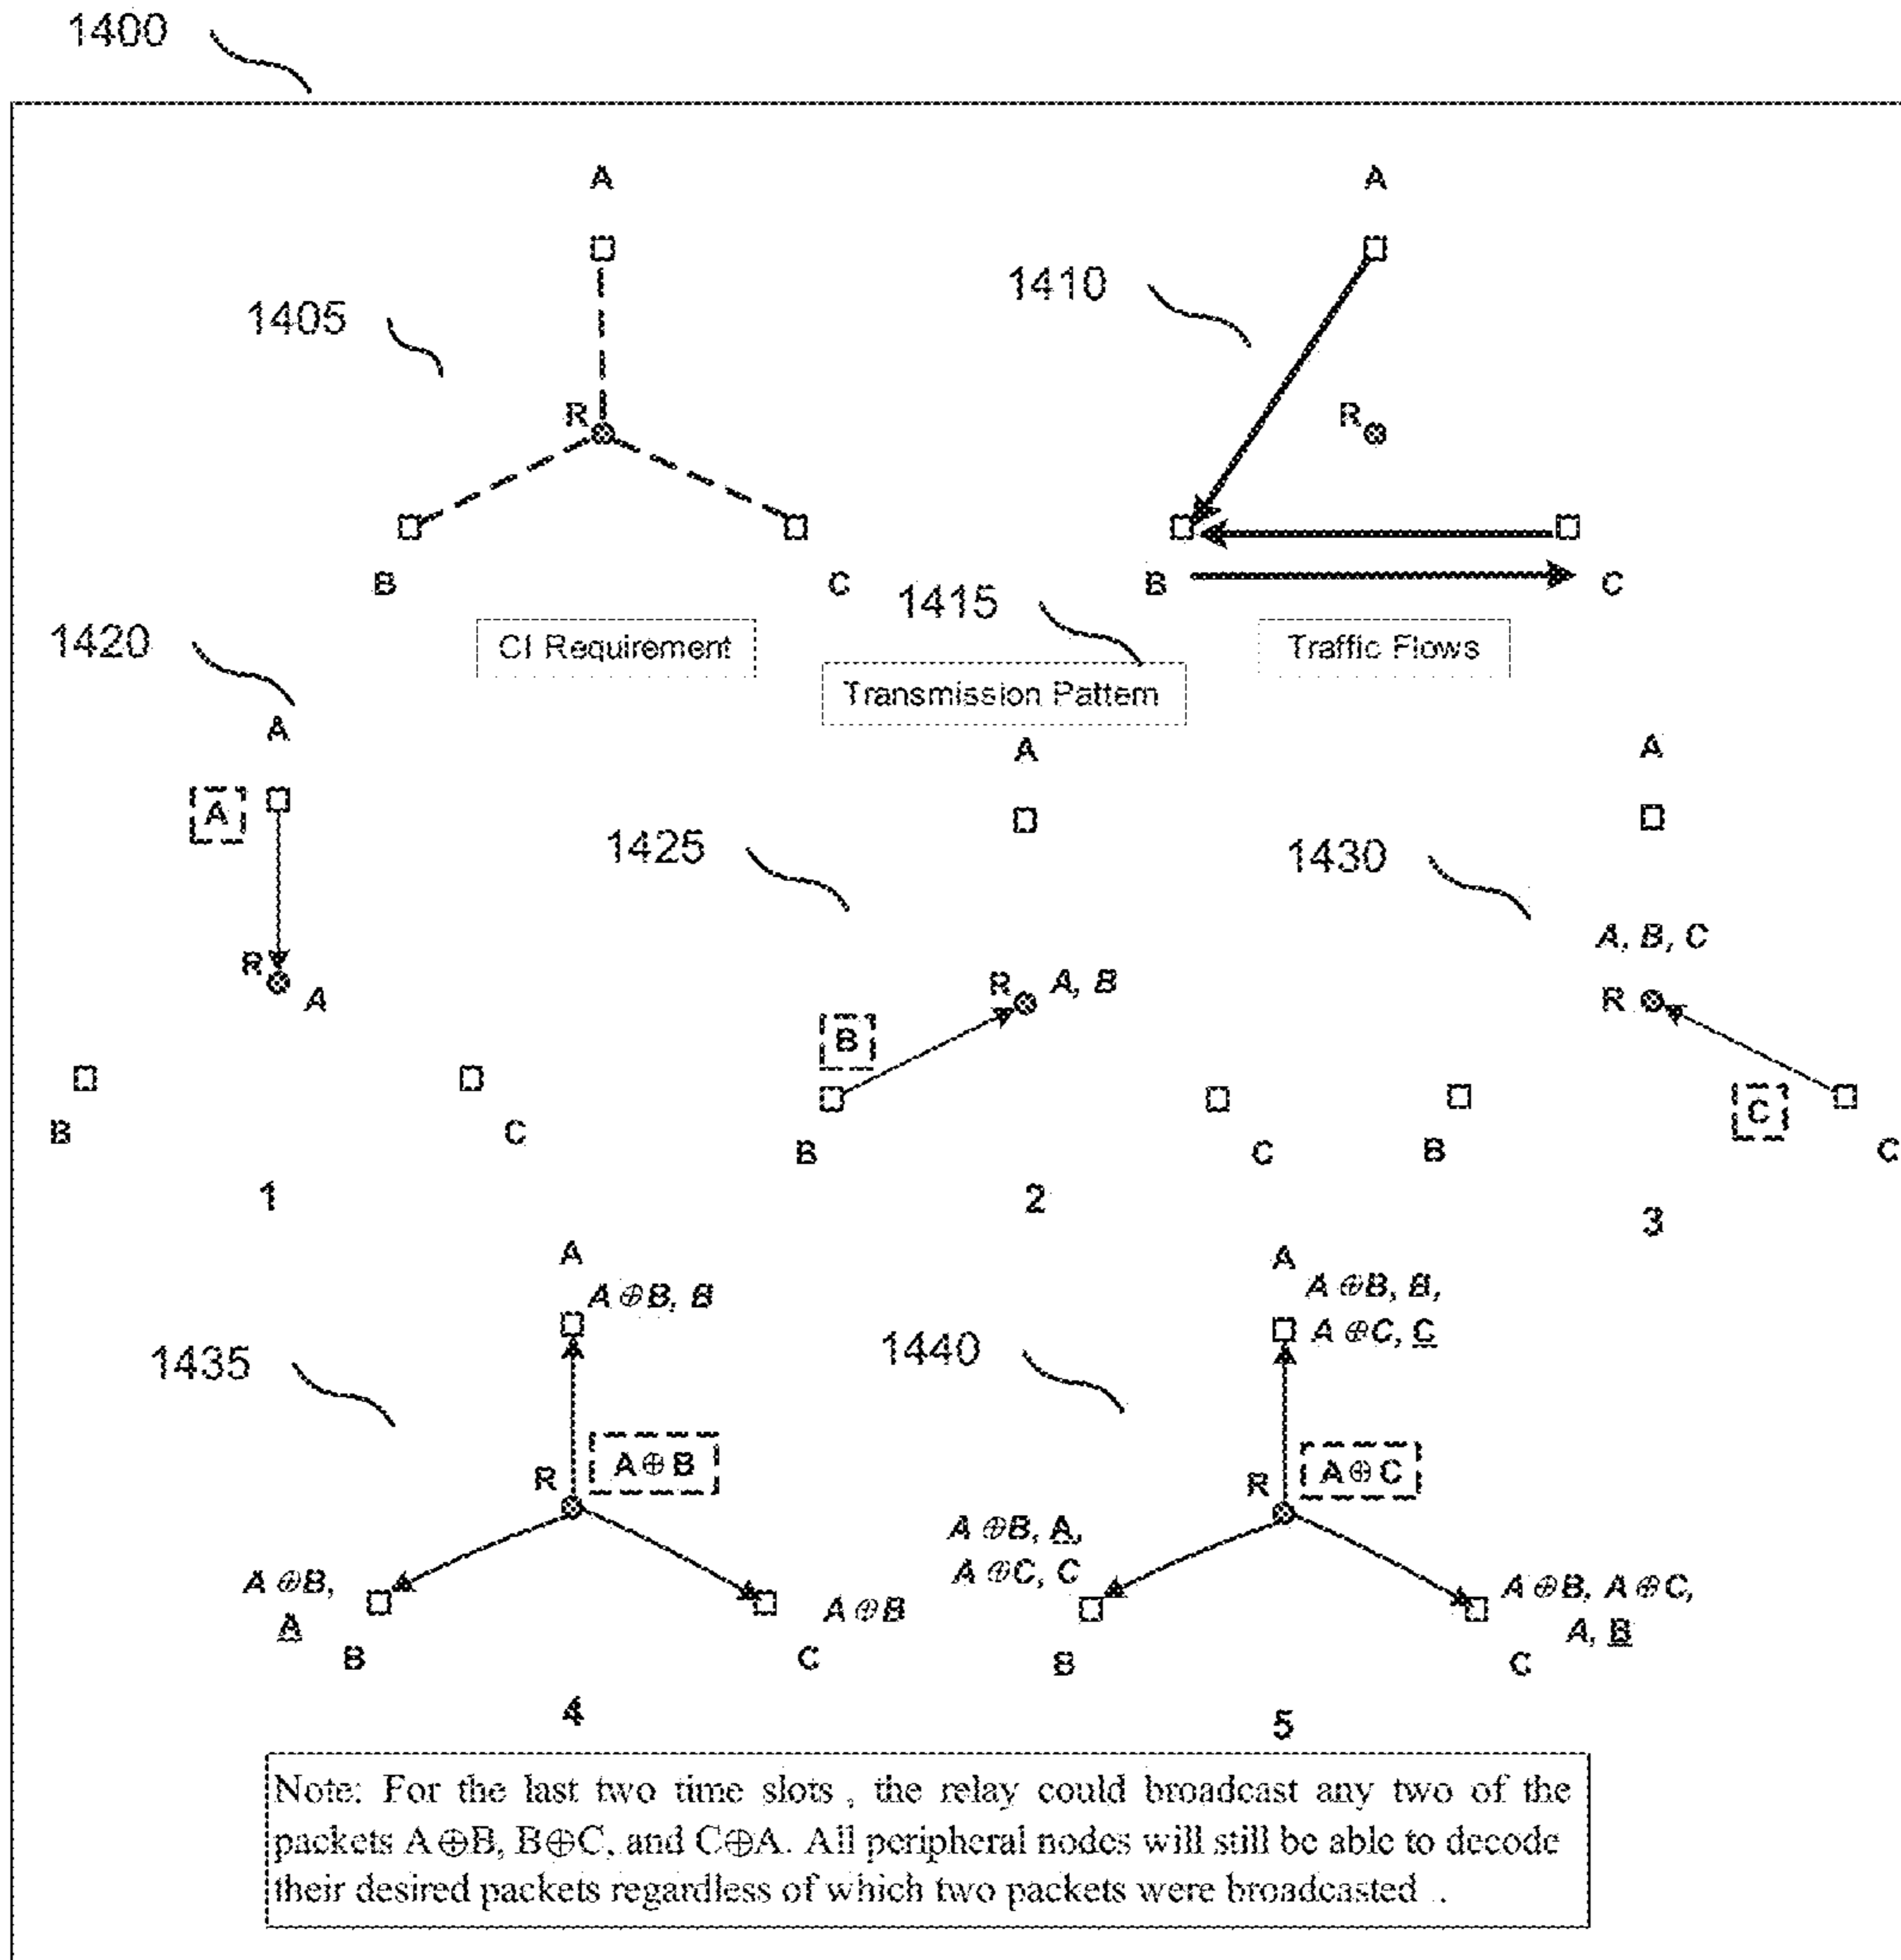 1400
A
A
1410
1405
R
R
B
C
B
C
1415
CI Requirement
Traffic Flows
Transmission Pattern
1420
A
A
A
A
1425
1430
A, B, C
R
A
R
A, B
R
B
B
C
B
C
B
C
C
1
2
3
A
A⊕B, B
A
A⊕B, B,
A⊕C, C
1435
1440
R
A⊕B
R
A⊕C
A⊕B,
A
B
A⊕B
C
A⊕B, A,
A⊕C, C
B
A⊕B, A⊕C,
A, B
C
4
5
Note: For the last two time slots , the relay could broadcast any two of the
packets A⊕B, B⊕C, and C⊕A. All peripheral nodes will still be able to decode
their desired packets regardless of which two packets were broadcasted .